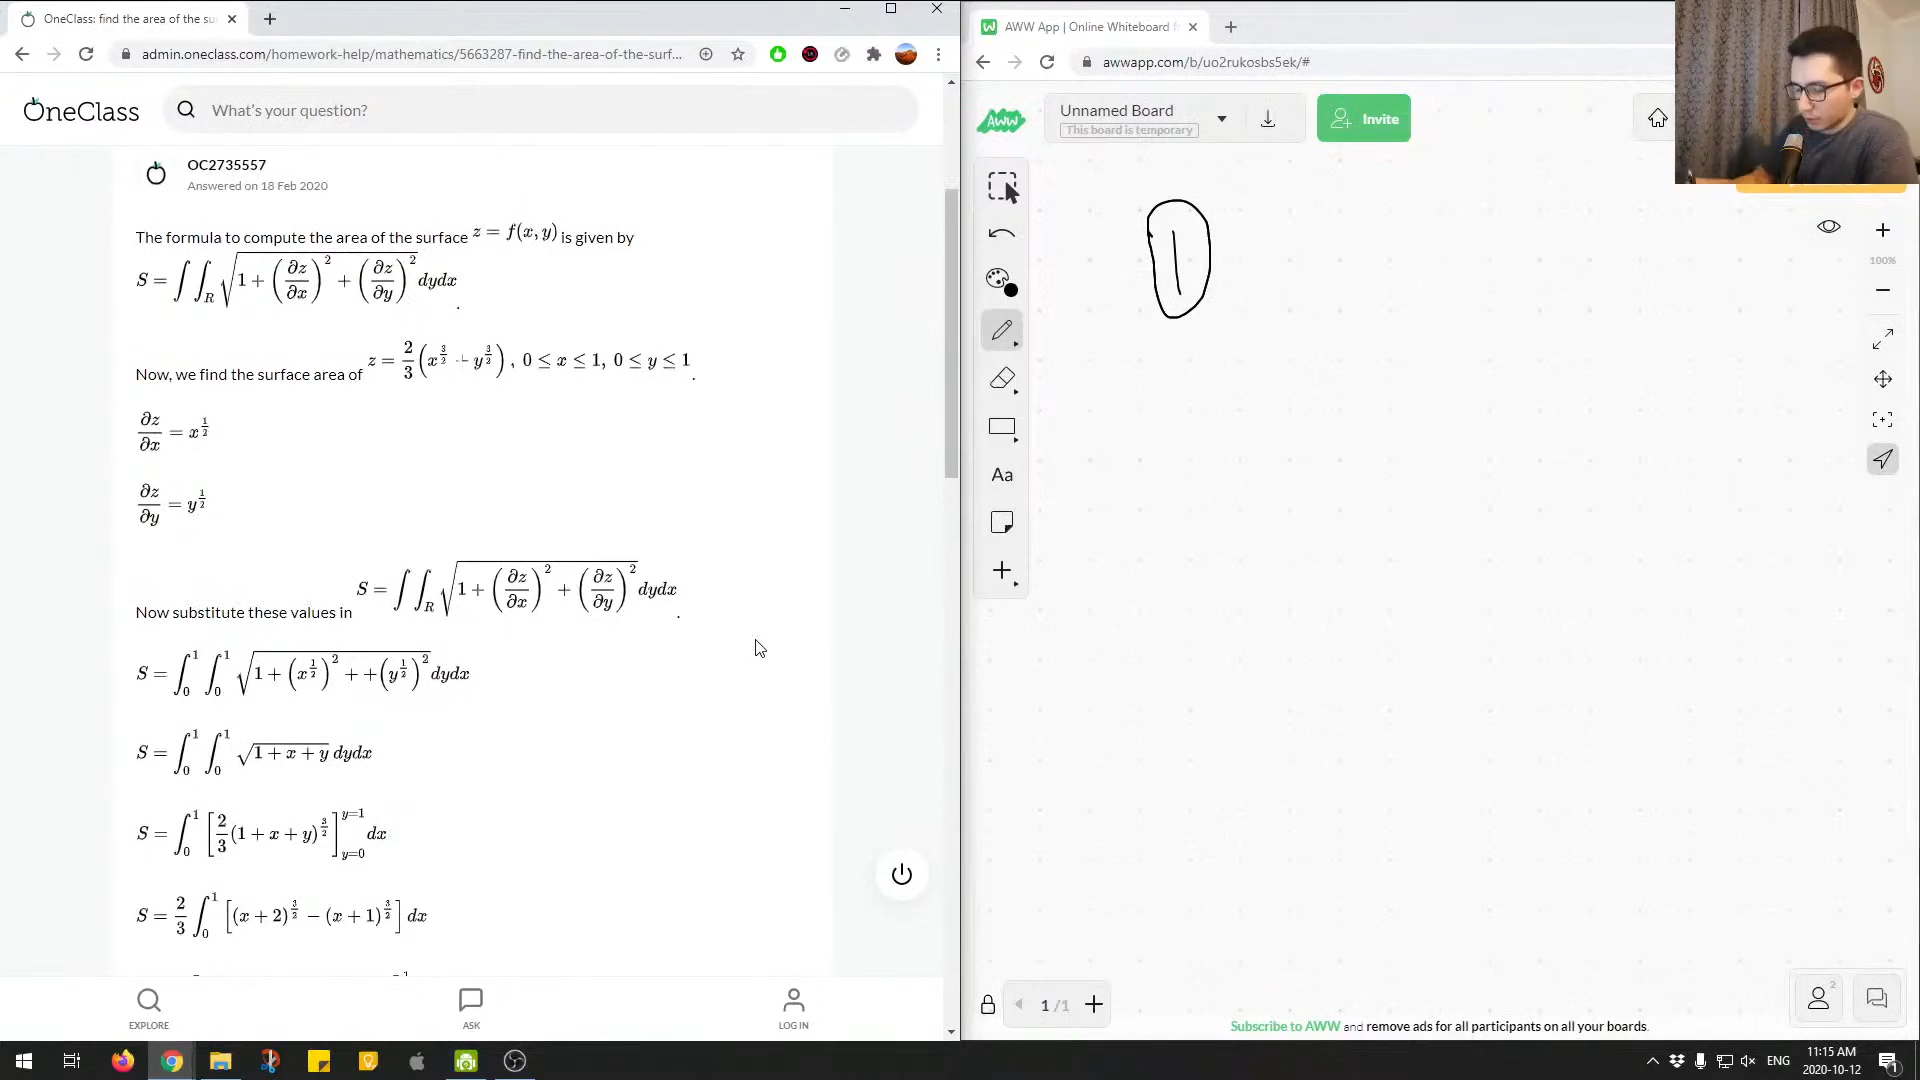 OneClass: find the area of the su
admin.oneclass.com/homework-help/mathematics/5663287-find-the-area-of-the-surf...
OneClass
What's your question?
OC2735557
Answered on 18 Feb 2020
The formula to compute the area of the surface z = f(x, y) is given by
S = ∫∫_R √(1 + (∂z/∂x)^2 + (∂z/∂y)^2) dydx .
Now, we find the surface area of z = 2/3 (x^(3/2) + y^(3/2)), 0 ≤ x ≤ 1, 0 ≤ y ≤ 1 .
∂z/∂x = x^(1/2)
∂z/∂y = y^(1/2)
Now substitute these values in S = ∫∫_R √(1 + (∂z/∂x)^2 + (∂z/∂y)^2) dydx .
S = ∫_0^1 ∫_0^1 √(1 + (x^(1/2))^2 + +(y^(1/2))^2) dydx
S = ∫_0^1 ∫_0^1 √(1 + x + y) dydx
S = ∫_0^1 [2/3 (1 + x + y)^(3/2)]_(y=0)^(y=1) dx
S = 2/3 ∫_0^1 [(x + 2)^(3/2) − (x + 1)^(3/2)] dx
EXPLORE
ASK
LOG IN
AWW App | Online Whiteboard f
awwapp.com/b/uo2rukosbs5ek/#
AWW
Unnamed Board
This board is temporary
Invite
1
100%
Aa
1 /1
2
Subscribe to AWW and remove ads for all participants on all your boards.
ENG
11:15 AM
2020-10-12
1